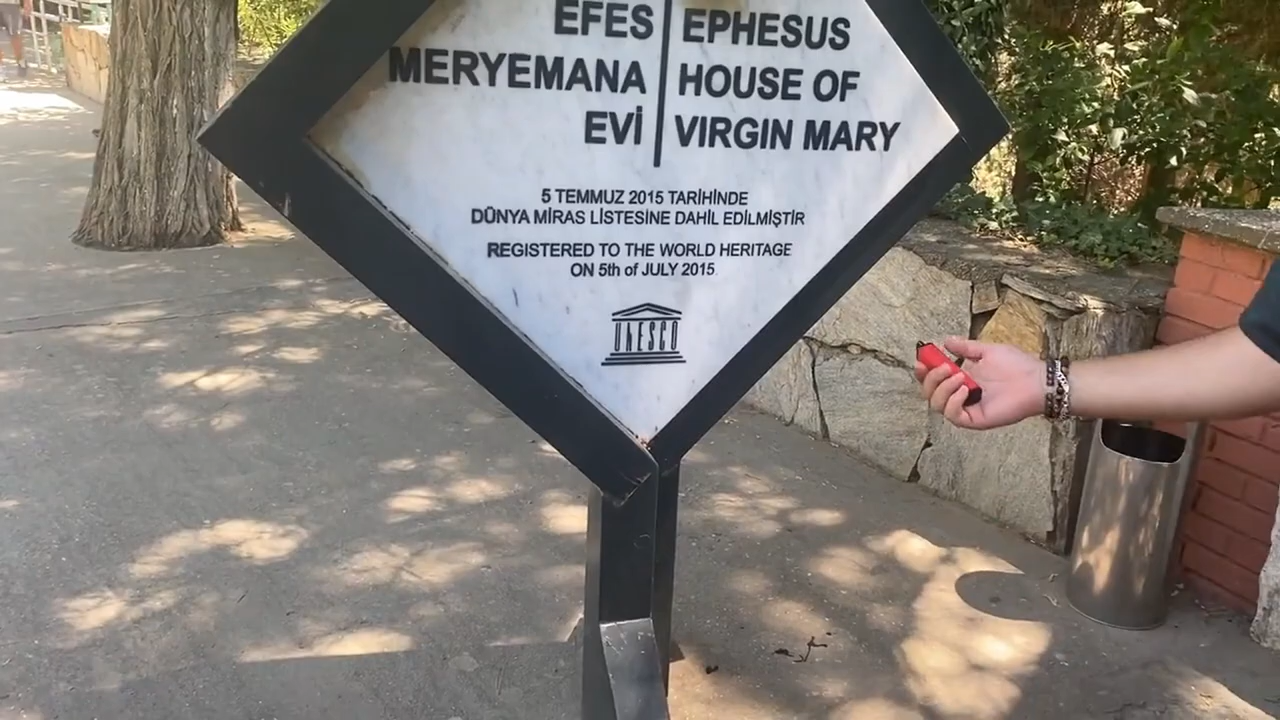 EFES
MERYEMANA
EVİ
EPHESUS
HOUSE OF
VIRGIN MARY
5 TEMMUZ 2015 TARİHİNDE
DÜNYA MİRAS LİSTESİNE DAHİL EDİLMİŞTİR
REGISTERED TO THE WORLD HERITAGE
ON 5th of JULY 2015
UNESCO